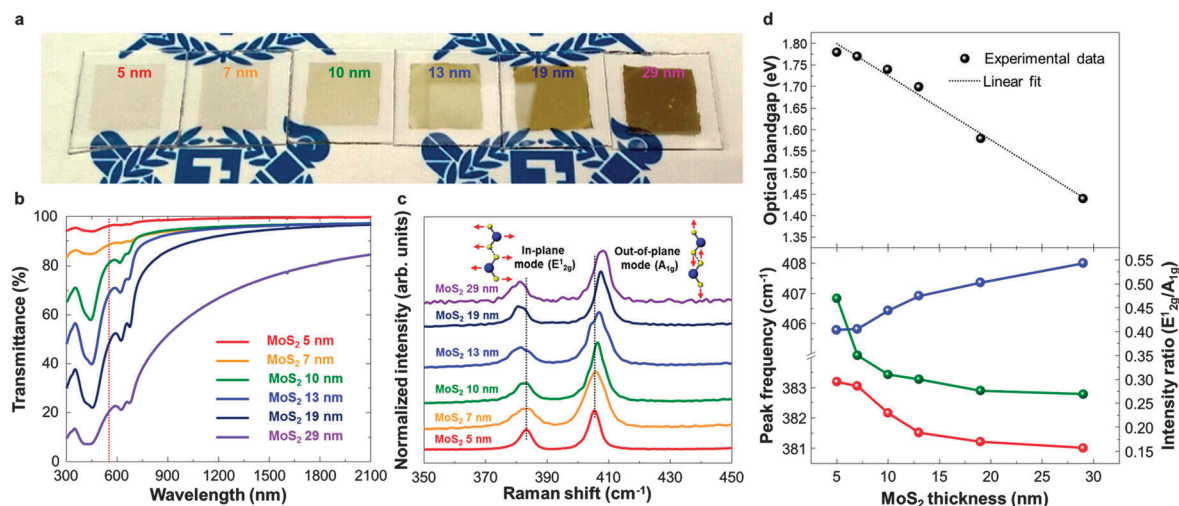 a
5 nm 7 nm 10 nm 13 nm 19 nm 29 nm
b
Transmittance (%)
100
80
60
40
20
0
300 600 900 1200 1500 1800 2100
Wavelength (nm)
MoS₂ 5 nm
MoS₂ 7 nm
MoS₂ 10 nm
MoS₂ 13 nm
MoS₂ 19 nm
MoS₂ 29 nm
c
Normalized intensity (arb. units)
In-plane
mode (E¹₂g)
Out-of-plane
mode (A₁g)
MoS₂ 29 nm
MoS₂ 19 nm
MoS₂ 13 nm
MoS₂ 10 nm
MoS₂ 7 nm
MoS₂ 5 nm
350 370 390 410 430 450
Raman shift (cm⁻¹)
d
Optical bandgap (eV)
1.80
1.75
1.70
1.65
1.60
1.55
1.50
1.45
1.40
1.35
Experimental data
Linear fit
Peak frequency (cm⁻¹)
408
407
406
383
382
381
0.55
0.50
0.45
0.40
0.35
0.30
0.25
0.20
0.15
Intensity ratio (E¹₂g/A₁g)
5 10 15 20 25 30
MoS₂ thickness (nm)